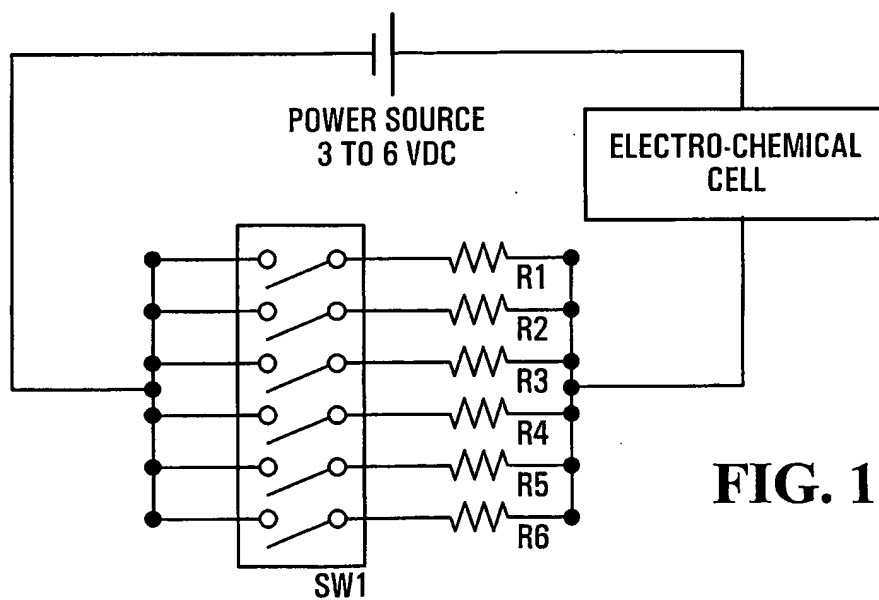 POWER SOURCE
3 TO 6 VDC
ELECTRO-CHEMICAL
CELL
R1
R2
R3
R4
R5
R6
SW1
FIG. 1